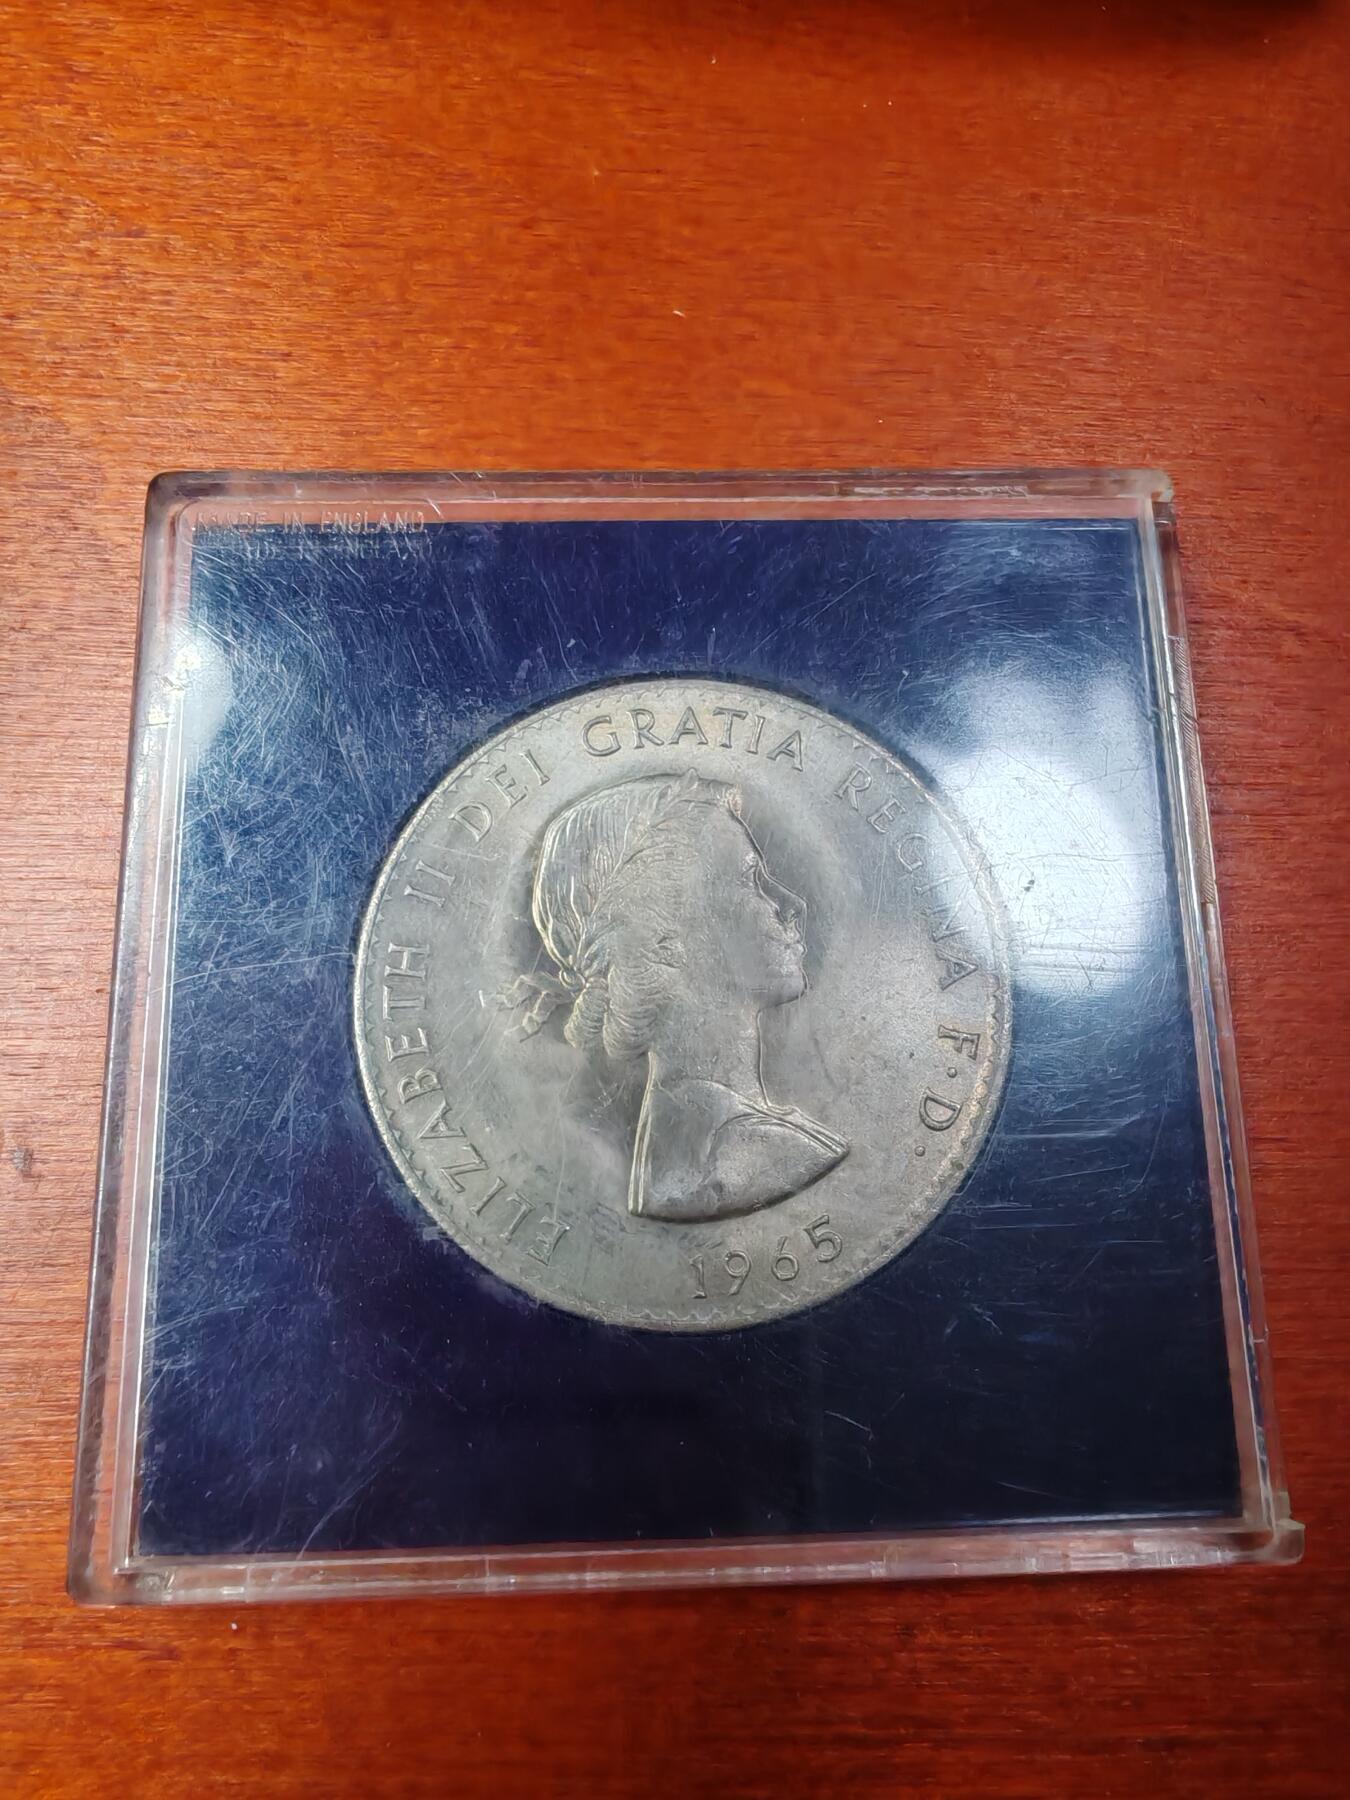 MADE IN ENGLAND
ELIZABETH II DEI GRATIA REGINA F·D·
1965